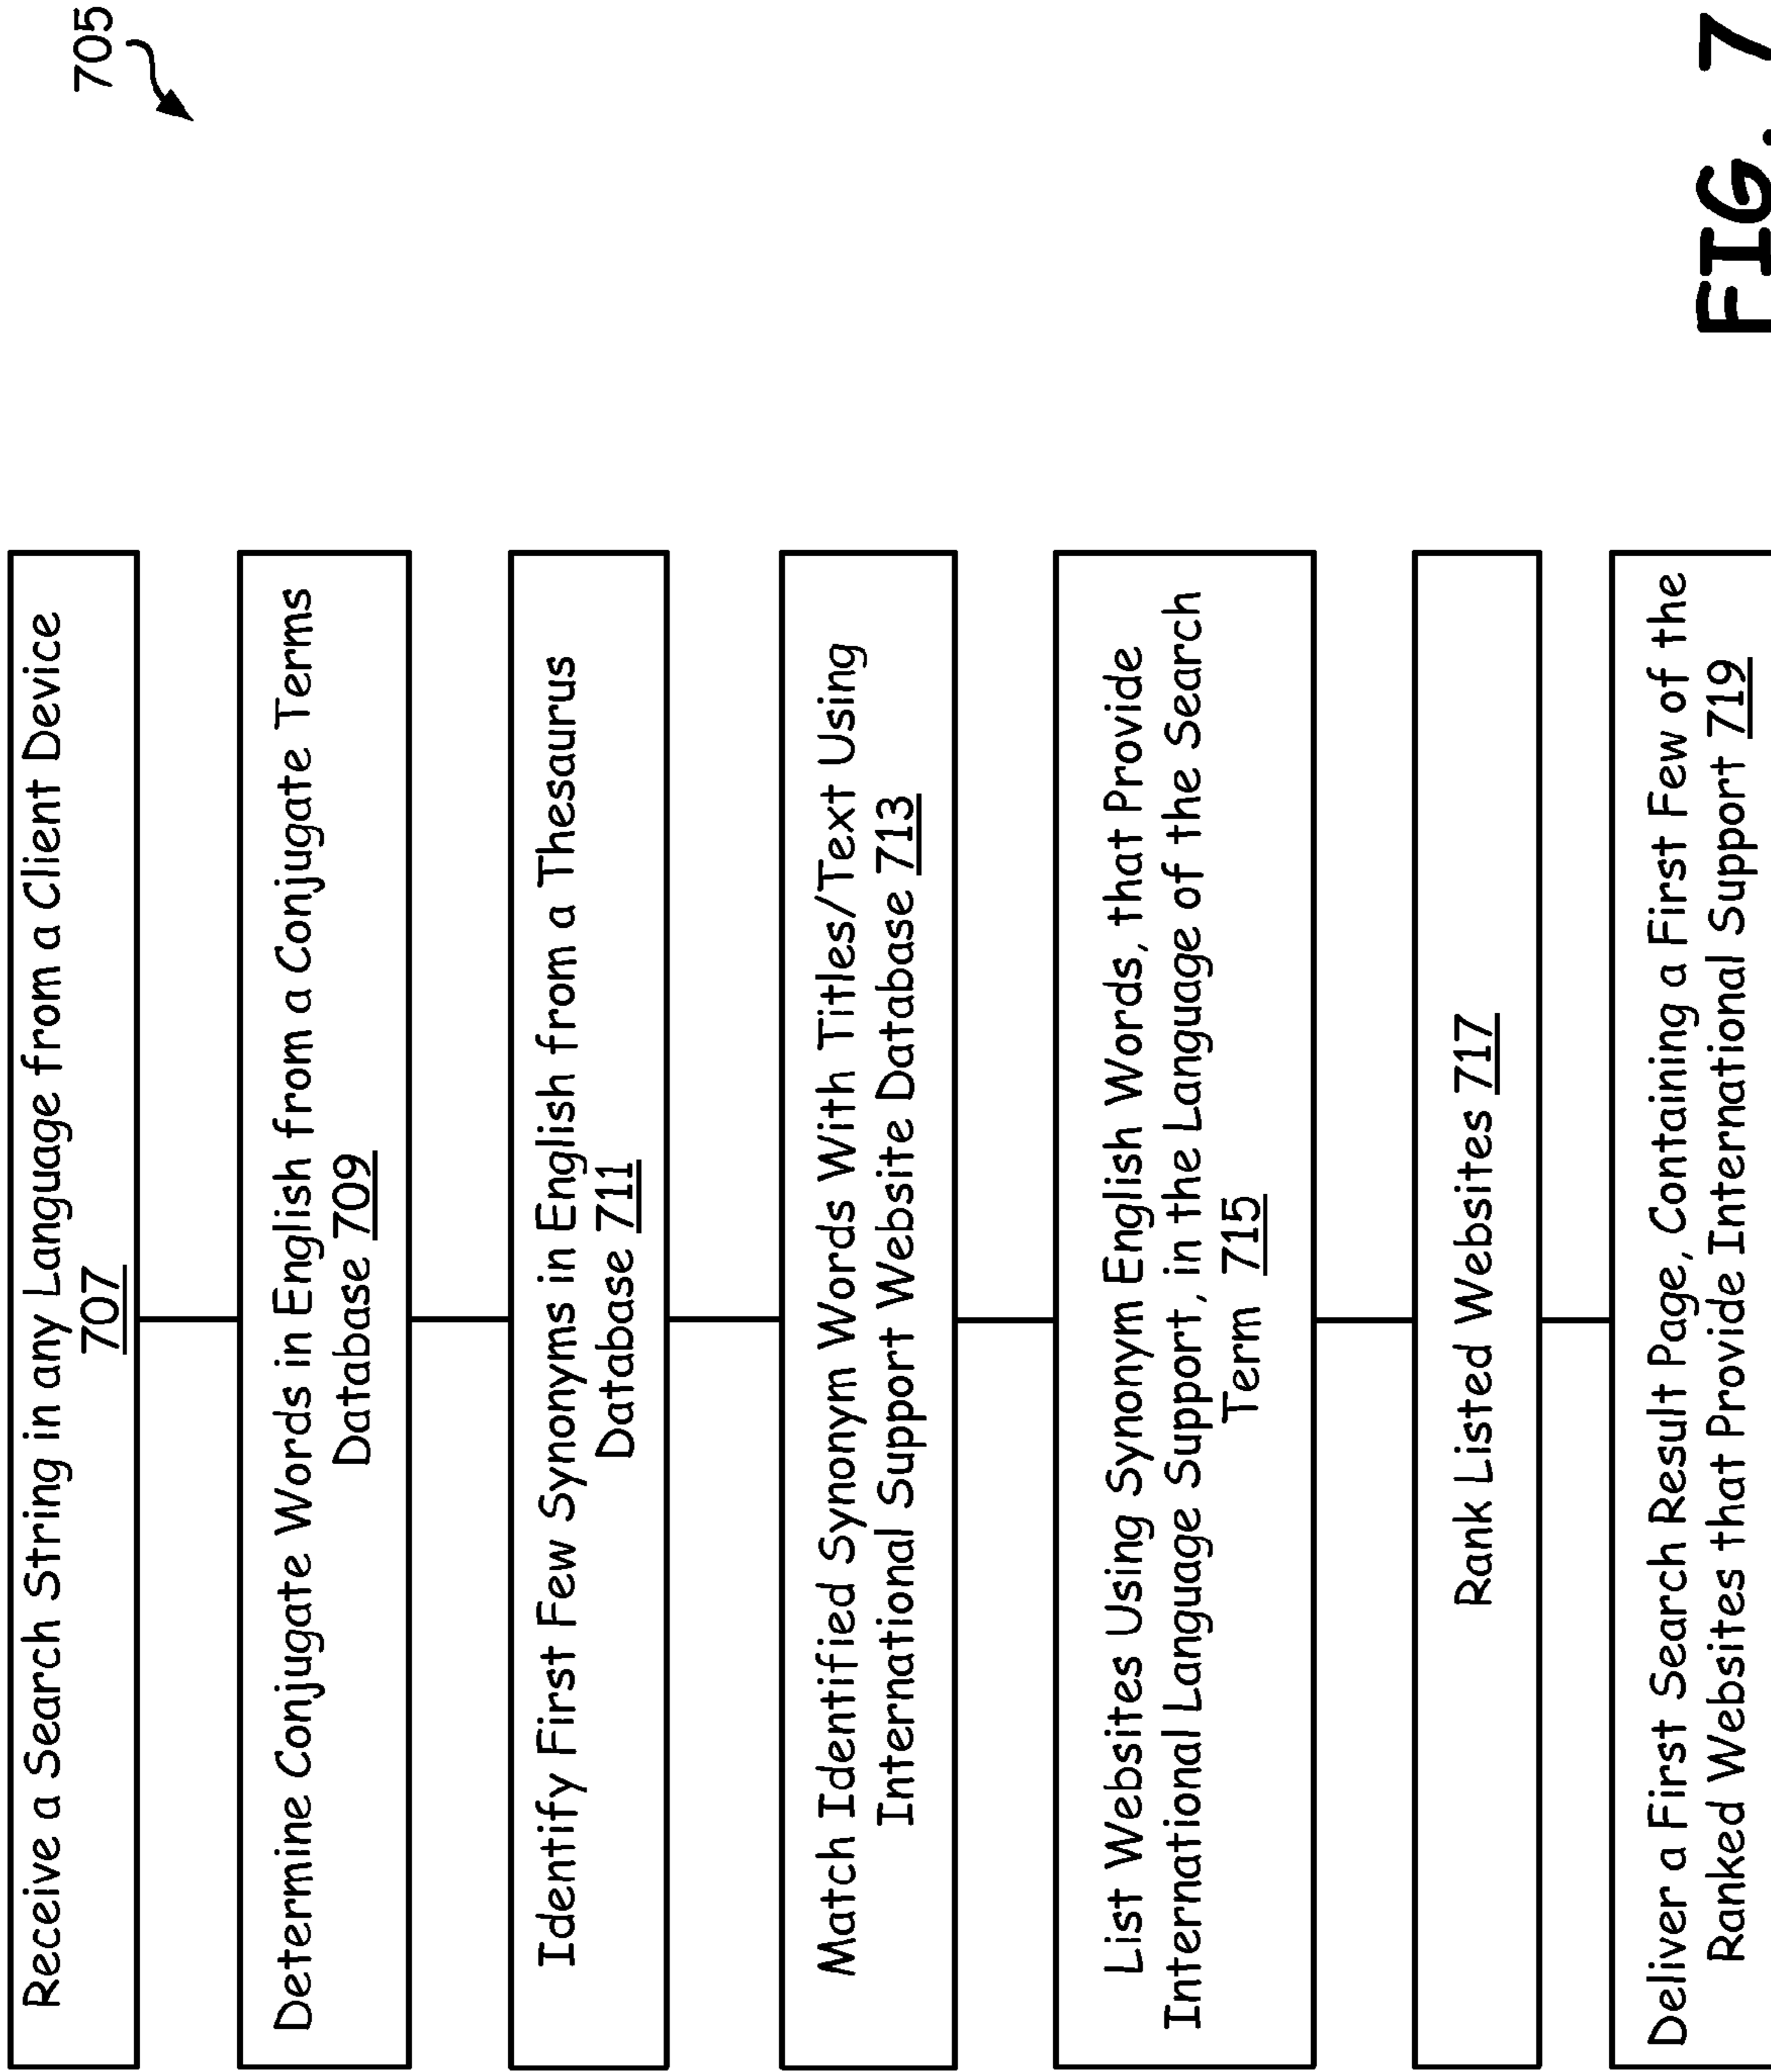 705
Receive a Search String in any Language from a Client Device
707
Determine Conjugate Words in English from a Conjugate Terms
Database 709
Identify First Few Synonyms in English from a Thesaurus
Database 711
Match Identified Synonym Words With Titles/Text Using
International Support Website Database 713
List Websites Using Synonym English Words, that Provide
International Language Support, in the Language of the Search
Term 715
Rank Listed Websites 717
Deliver a First Search Result Page, Containing a First Few of the
Ranked Websites that Provide International Support 719
FIG. 7